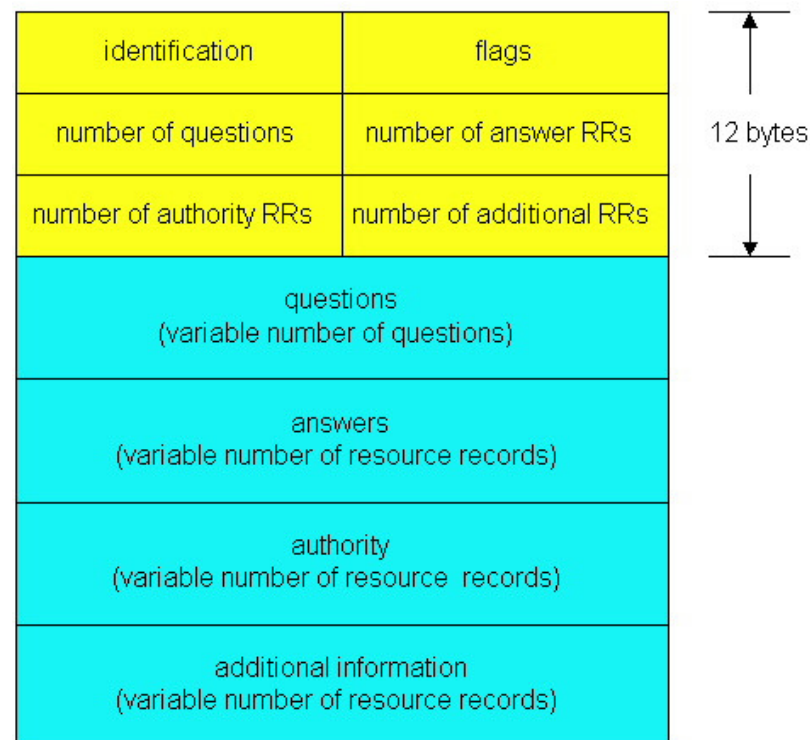 identification
flags
number of questions
number of answer RRs
12 bytes
number of authority RRs
number of additional RRs
questions
(variable number of questions)
answers
(variable number of resource records)
authority
(variable number of resource records)
additional information
(variable number of resource records)